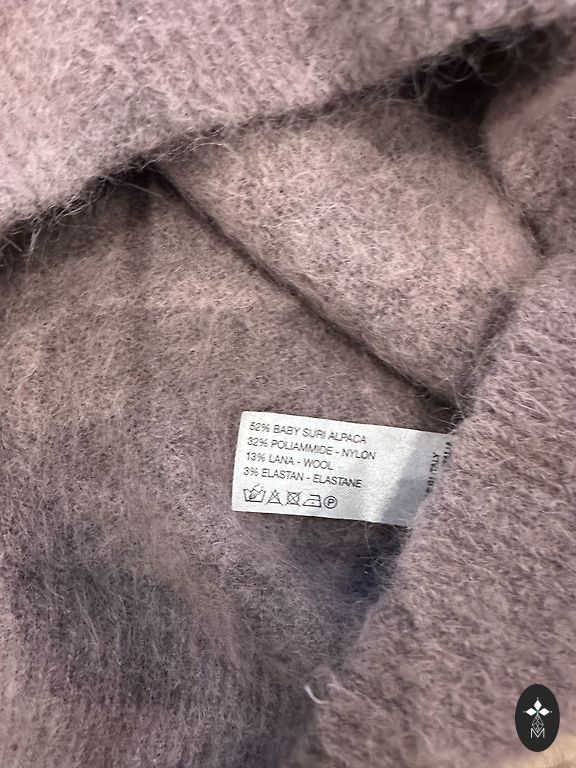 52% BABY SURI ALPACA
32% POLIAMMIDE - NYLON
13% LANA - WOOL
3% ELASTAN - ELASTANE
P
M